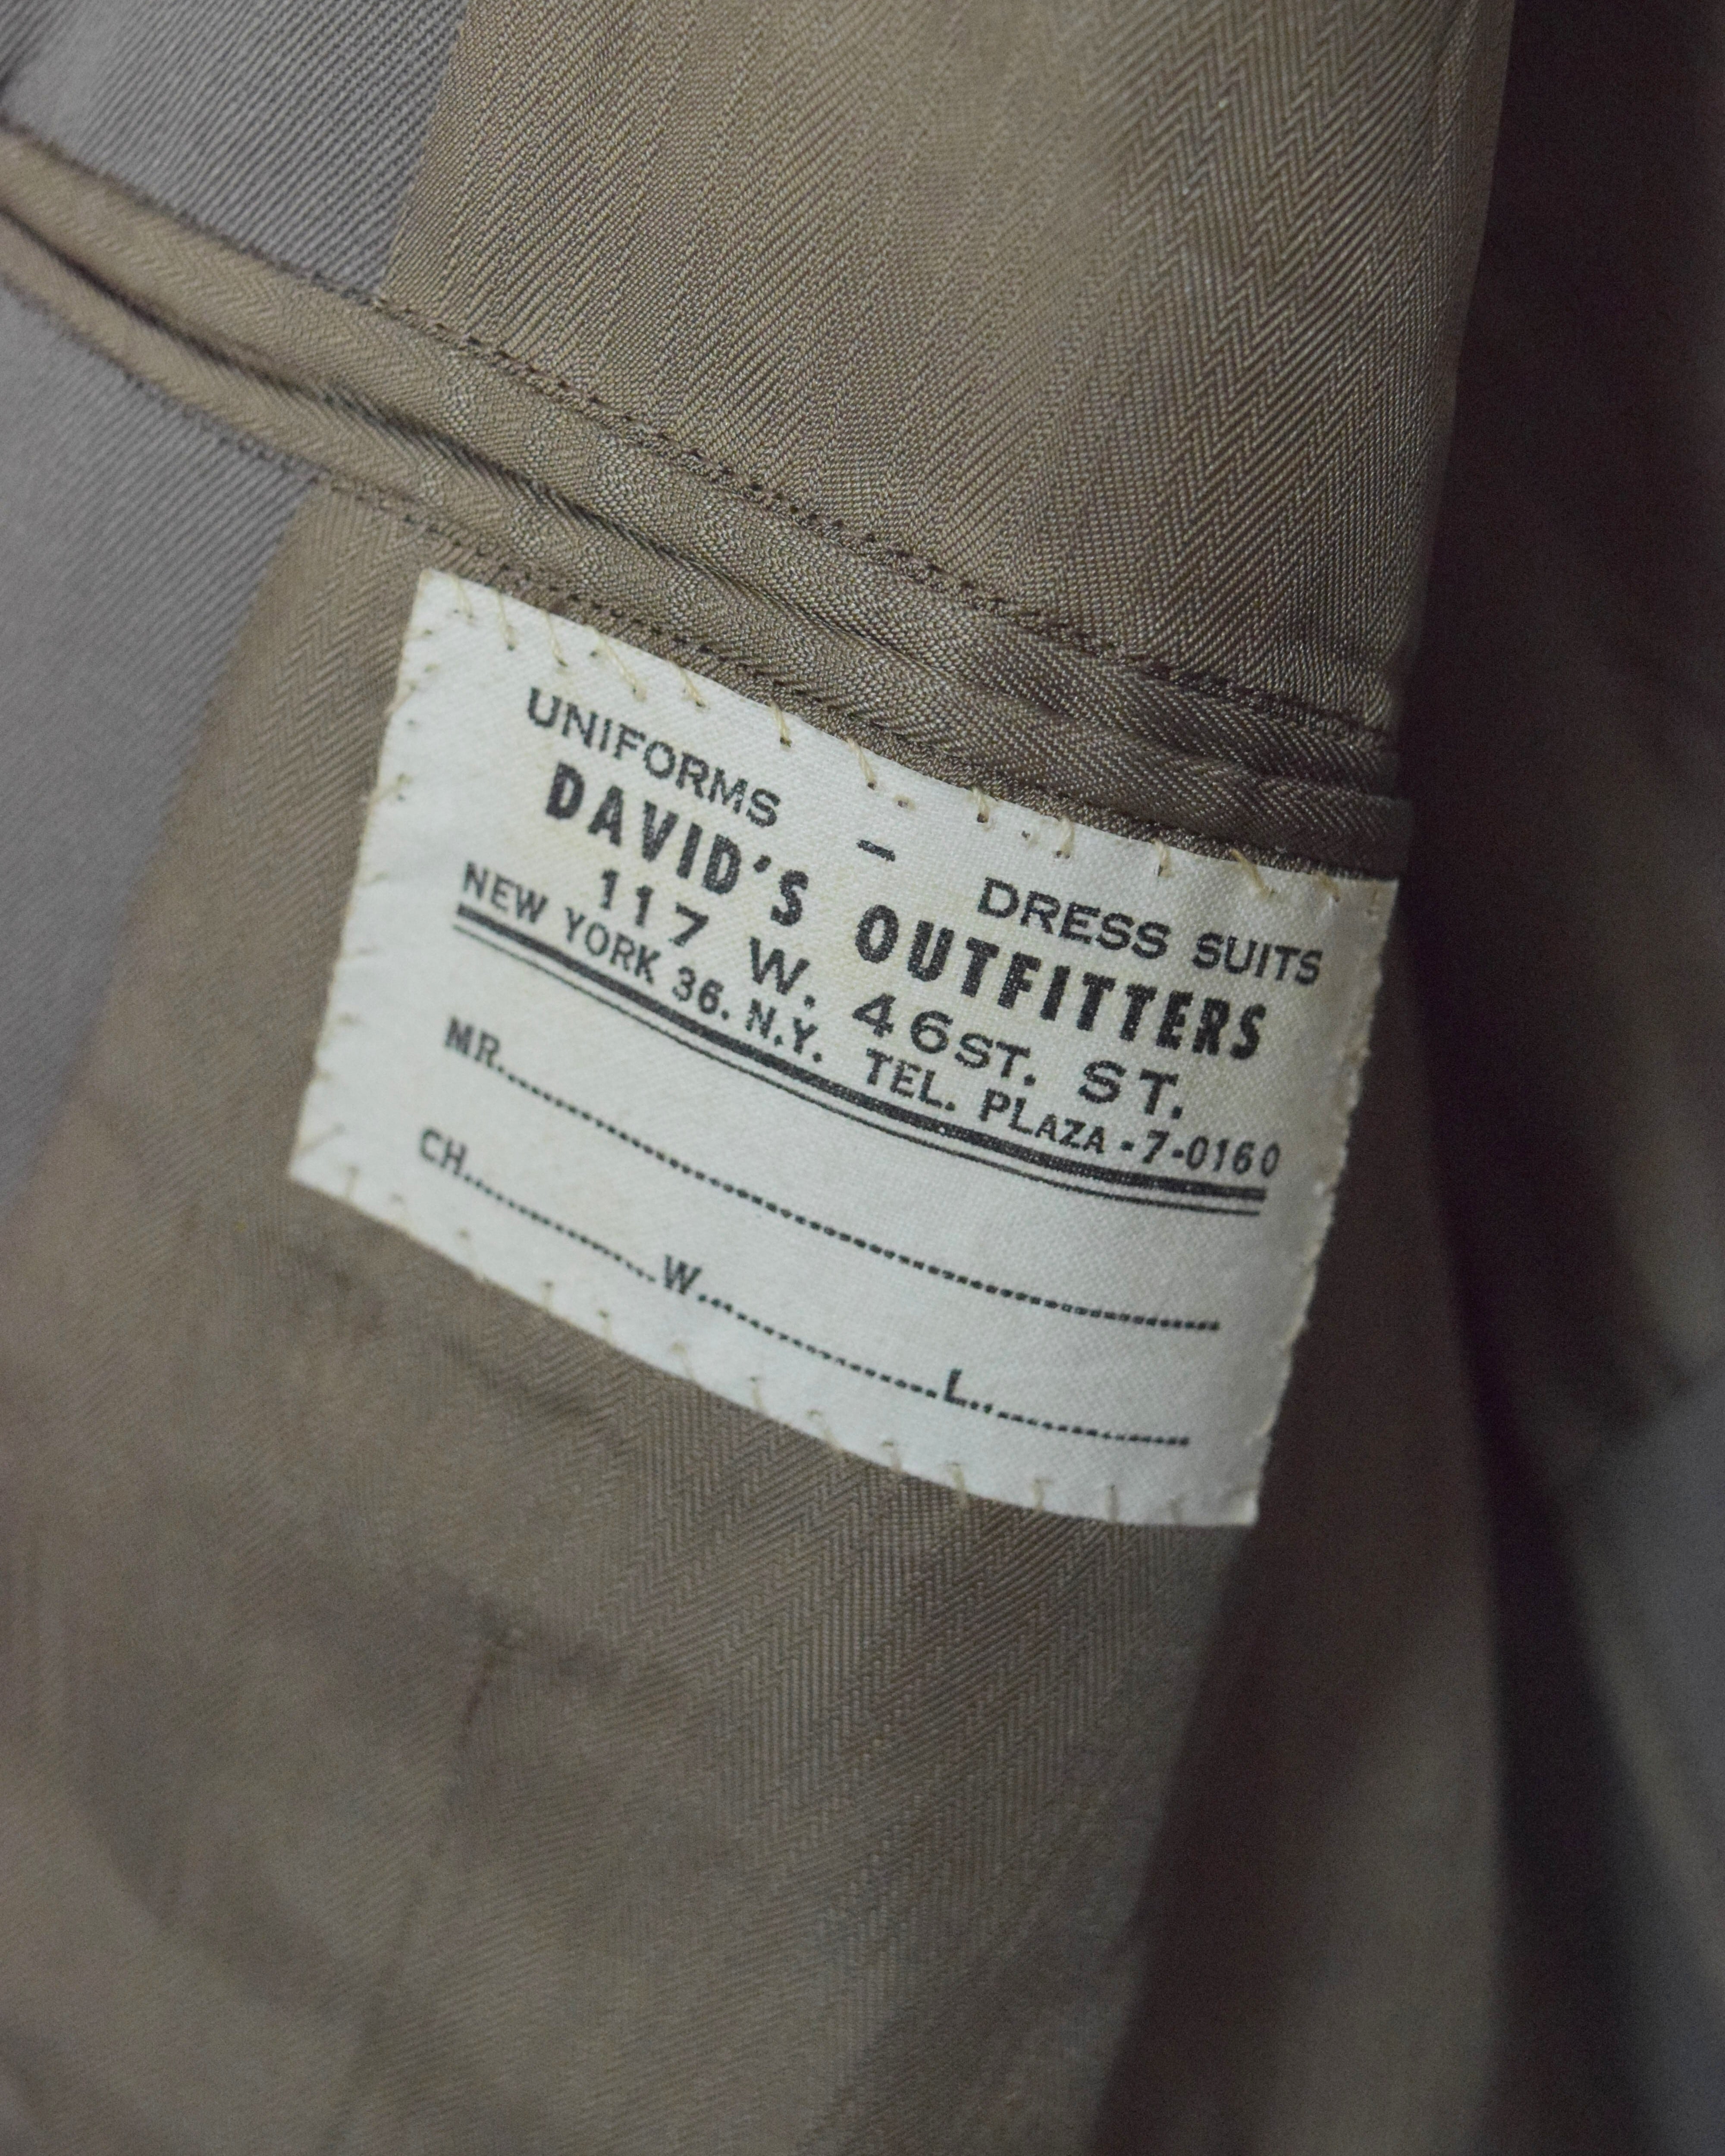 UNIFORMS - DRESS SUITS
DAVID'S OUTFITTERS
117 W. 46ST. ST.
NEW YORK 36. N.Y. TEL. PLAZA-7-0160
MR.....................................................
CH....................W.......................L.....................